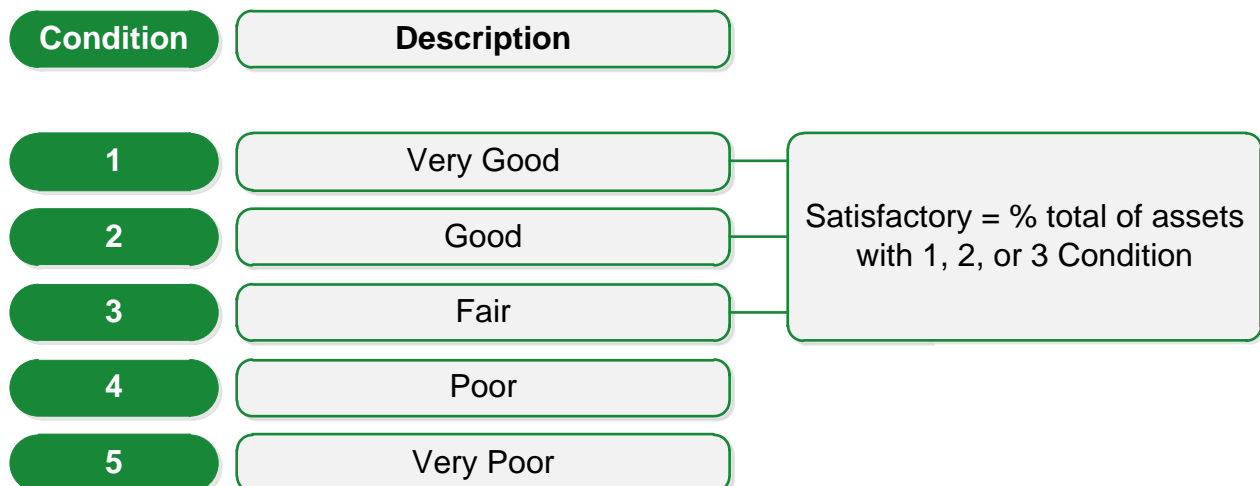 Condition Description
1 Very Good
2 Good
3 Fair
Satisfactory = % total of assets
with 1, 2, or 3 Condition
4 Poor
5 Very Poor